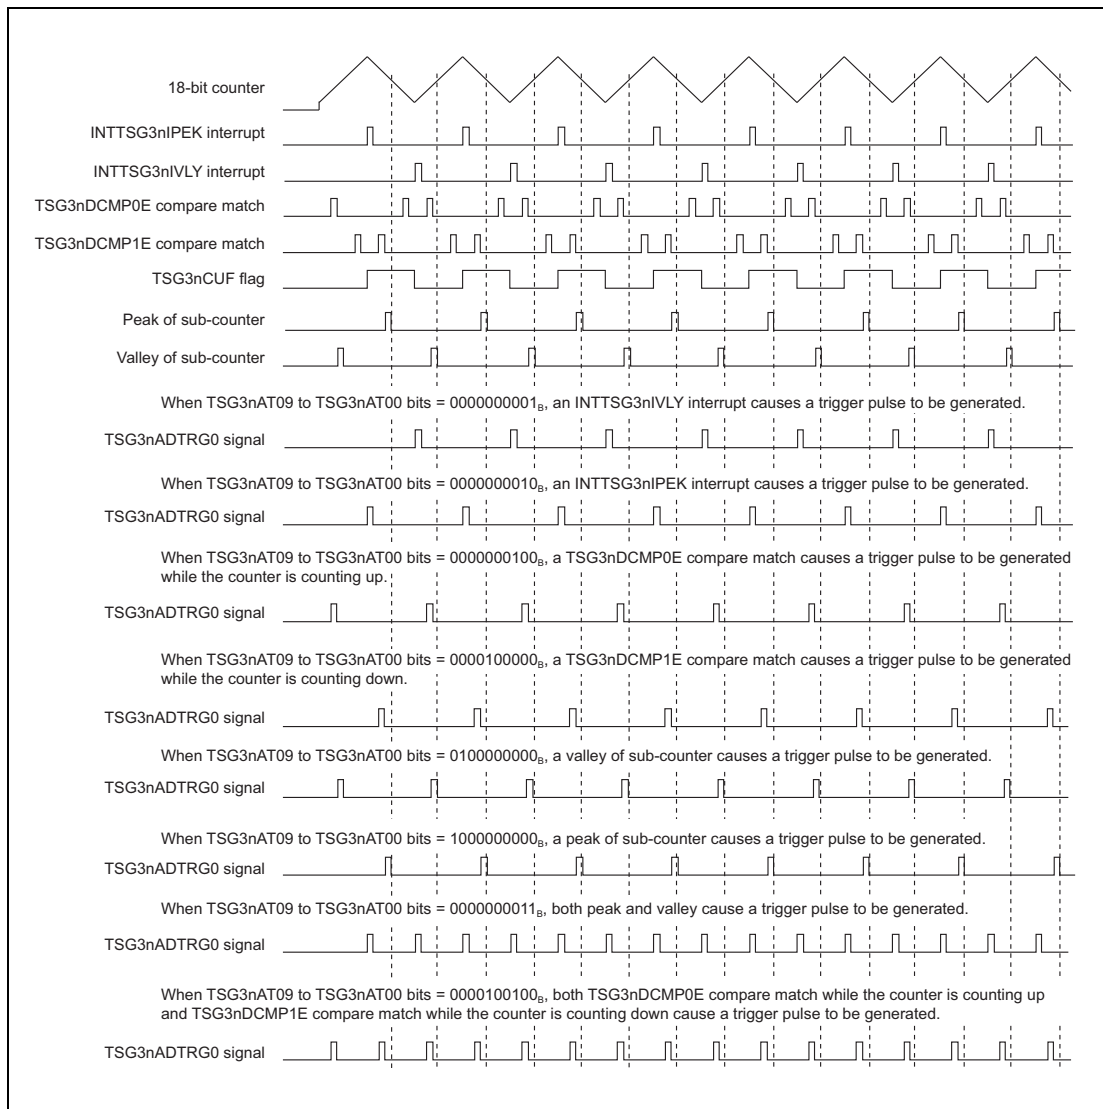 18-bit counter
INTTSG3nIPEK interrupt
INTTSG3nIVLY interrupt
TSG3nDCMP0E compare match
TSG3nDCMP1E compare match
TSG3nCUF flag
Peak of sub-counter
Valley of sub-counter
When TSG3nAT09 to TSG3nAT00 bits = 0000000001B, an INTTSG3nIVLY interrupt causes a trigger pulse to be generated.
TSG3nADTRG0 signal
When TSG3nAT09 to TSG3nAT00 bits = 0000000010B, an INTTSG3nIPEK interrupt causes a trigger pulse to be generated.
TSG3nADTRG0 signal
When TSG3nAT09 to TSG3nAT00 bits = 0000000100B, a TSG3nDCMP0E compare match causes a trigger pulse to be generated
while the counter is counting up.
TSG3nADTRG0 signal
When TSG3nAT09 to TSG3nAT00 bits = 0000100000B, a TSG3nDCMP1E compare match causes a trigger pulse to be generated
while the counter is counting down.
TSG3nADTRG0 signal
When TSG3nAT09 to TSG3nAT00 bits = 0100000000B, a valley of sub-counter causes a trigger pulse to be generated.
TSG3nADTRG0 signal
When TSG3nAT09 to TSG3nAT00 bits = 1000000000B, a peak of sub-counter causes a trigger pulse to be generated.
TSG3nADTRG0 signal
When TSG3nAT09 to TSG3nAT00 bits = 0000000011B, both peak and valley cause a trigger pulse to be generated.
TSG3nADTRG0 signal
When TSG3nAT09 to TSG3nAT00 bits = 0000100100B, both TSG3nDCMP0E compare match while the counter is counting up
and TSG3nDCMP1E compare match while the counter is counting down cause a trigger pulse to be generated.
TSG3nADTRG0 signal